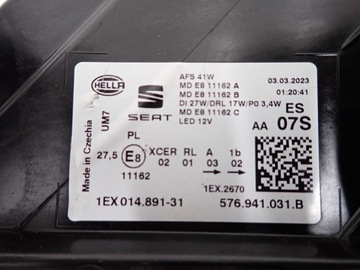 HELLA
AFS 41W
MD E8 11162 A
MD E8 11162 B
DI 27W/DRL 17W/P0 3,4W
MD E8 11162 C
LED 12V
03.03.2023
01:20:41
ES
AA 07S
Made in Czechia
UM7
SEAT
PL
27,5 E8 XCER RL A 1b
02 01 03 02
11162
1EX.2670
1EX 014.891-31
576.941.031.B